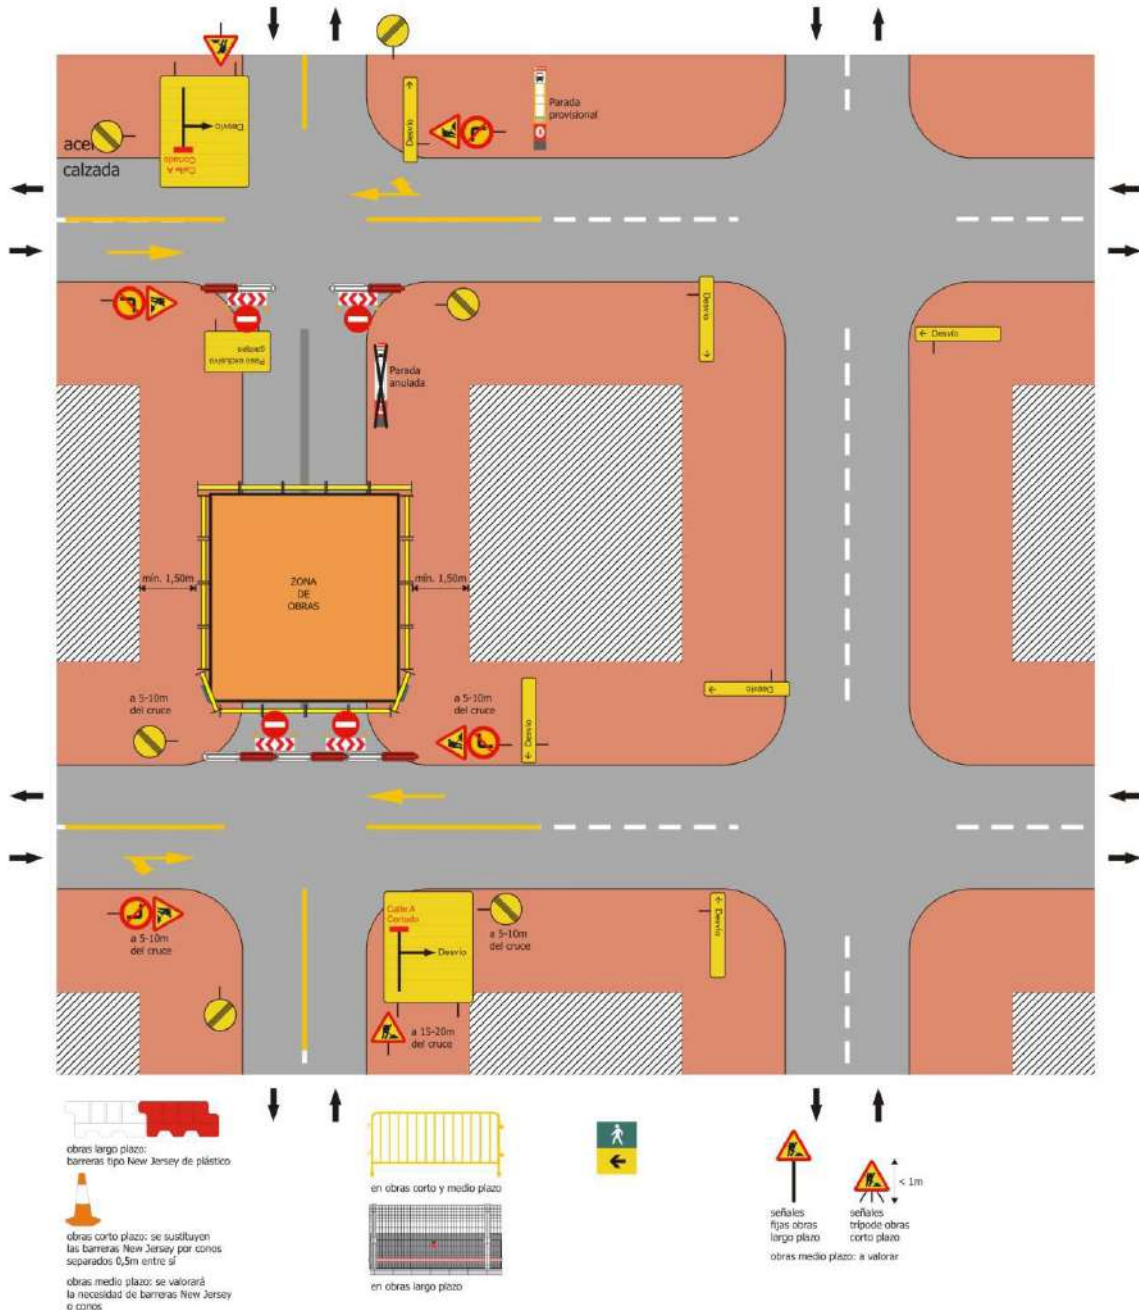 Desvío
Calle A
Cortado
Desvío
Parada
provisional
acer
calzada
Desvío
Desvío
Paso exclusivo
garajes
Parada
anulada
mín. 1,50m
ZONA
DE
OBRAS
mín. 1,50m
Desvío
a 5-10m
del cruce
a 5-10m
del cruce
Desvío
Calle A
Cortado
Desvío
a 5-10m
del cruce
a 5-10m
del cruce
Desvío
a 15-20m
del cruce
obras largo plazo:
barreras tipo New Jersey de plástico
obras corto plazo: se sustituyen
las barreras New Jersey por conos
separados 0,5m entre sí
obras medio plazo: se valorará
la necesidad de barreras New Jersey
o conos
en obras corto y medio plazo
en obras largo plazo
señales
fijas obras
largo plazo
< 1m
señales
trípode obras
corto plazo
obras medio plazo: a valorar